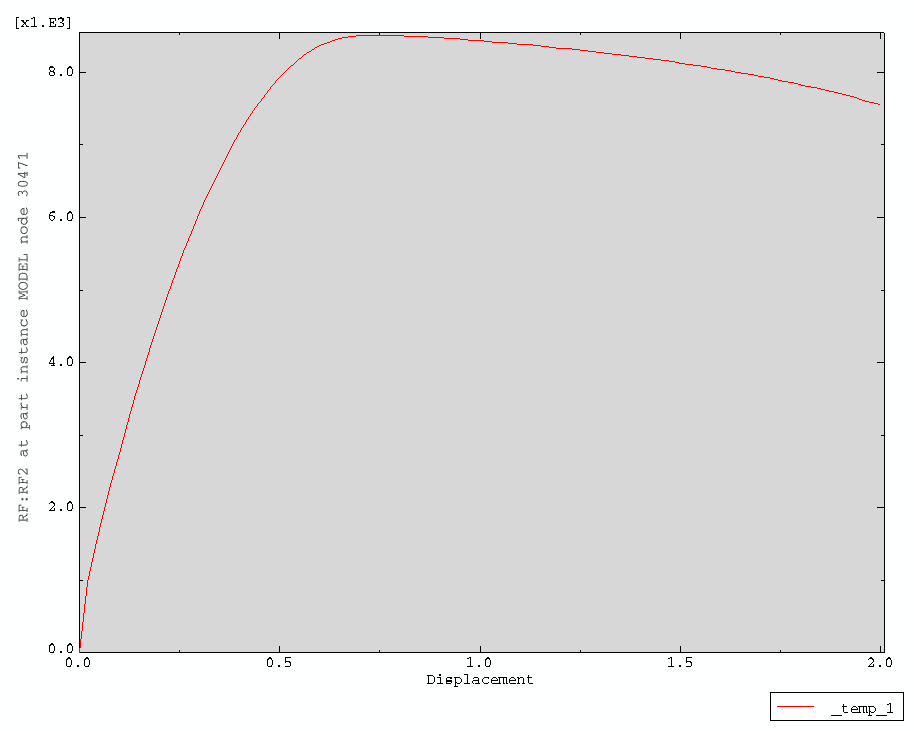 [x1.E3]
RF:RF2 at part instance MODEL node 30471
8.0
6.0
4.0
2.0
0.0
0.0 0.5 1.0 1.5 2.0
Displacement
_temp_1